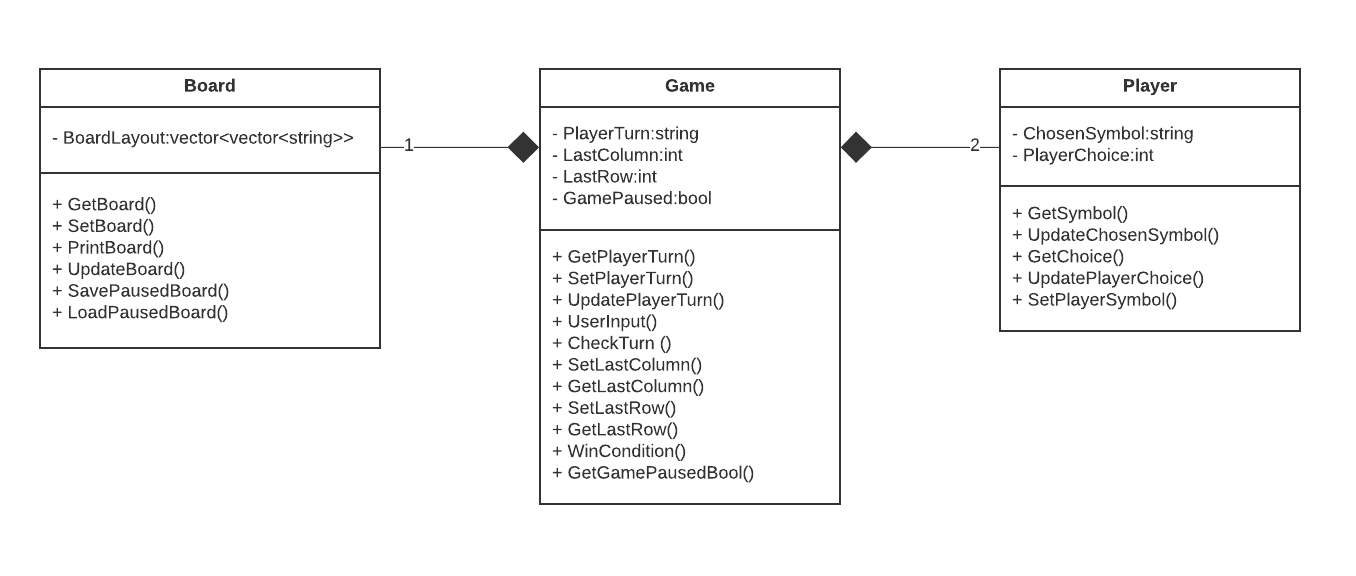 Board
- BoardLayout:vector<vector<string>>
+ GetBoard()
+ SetBoard()
+ PrintBoard()
+ UpdateBoard()
+ SavePausedBoard()
+ LoadPausedBoard()
1
Game
- PlayerTurn:string
- LastColumn:int
- LastRow:int
- GamePaused:bool
+ GetPlayerTurn()
+ SetPlayerTurn()
+ UpdatePlayerTurn()
+ UserInput()
+ CheckTurn ()
+ SetLastColumn()
+ GetLastColumn()
+ SetLastRow()
+ GetLastRow()
+ WinCondition()
+ GetGamePausedBool()
2
Player
- ChosenSymbol:string
- PlayerChoice:int
+ GetSymbol()
+ UpdateChosenSymbol()
+ GetChoice()
+ UpdatePlayerChoice()
+ SetPlayerSymbol()